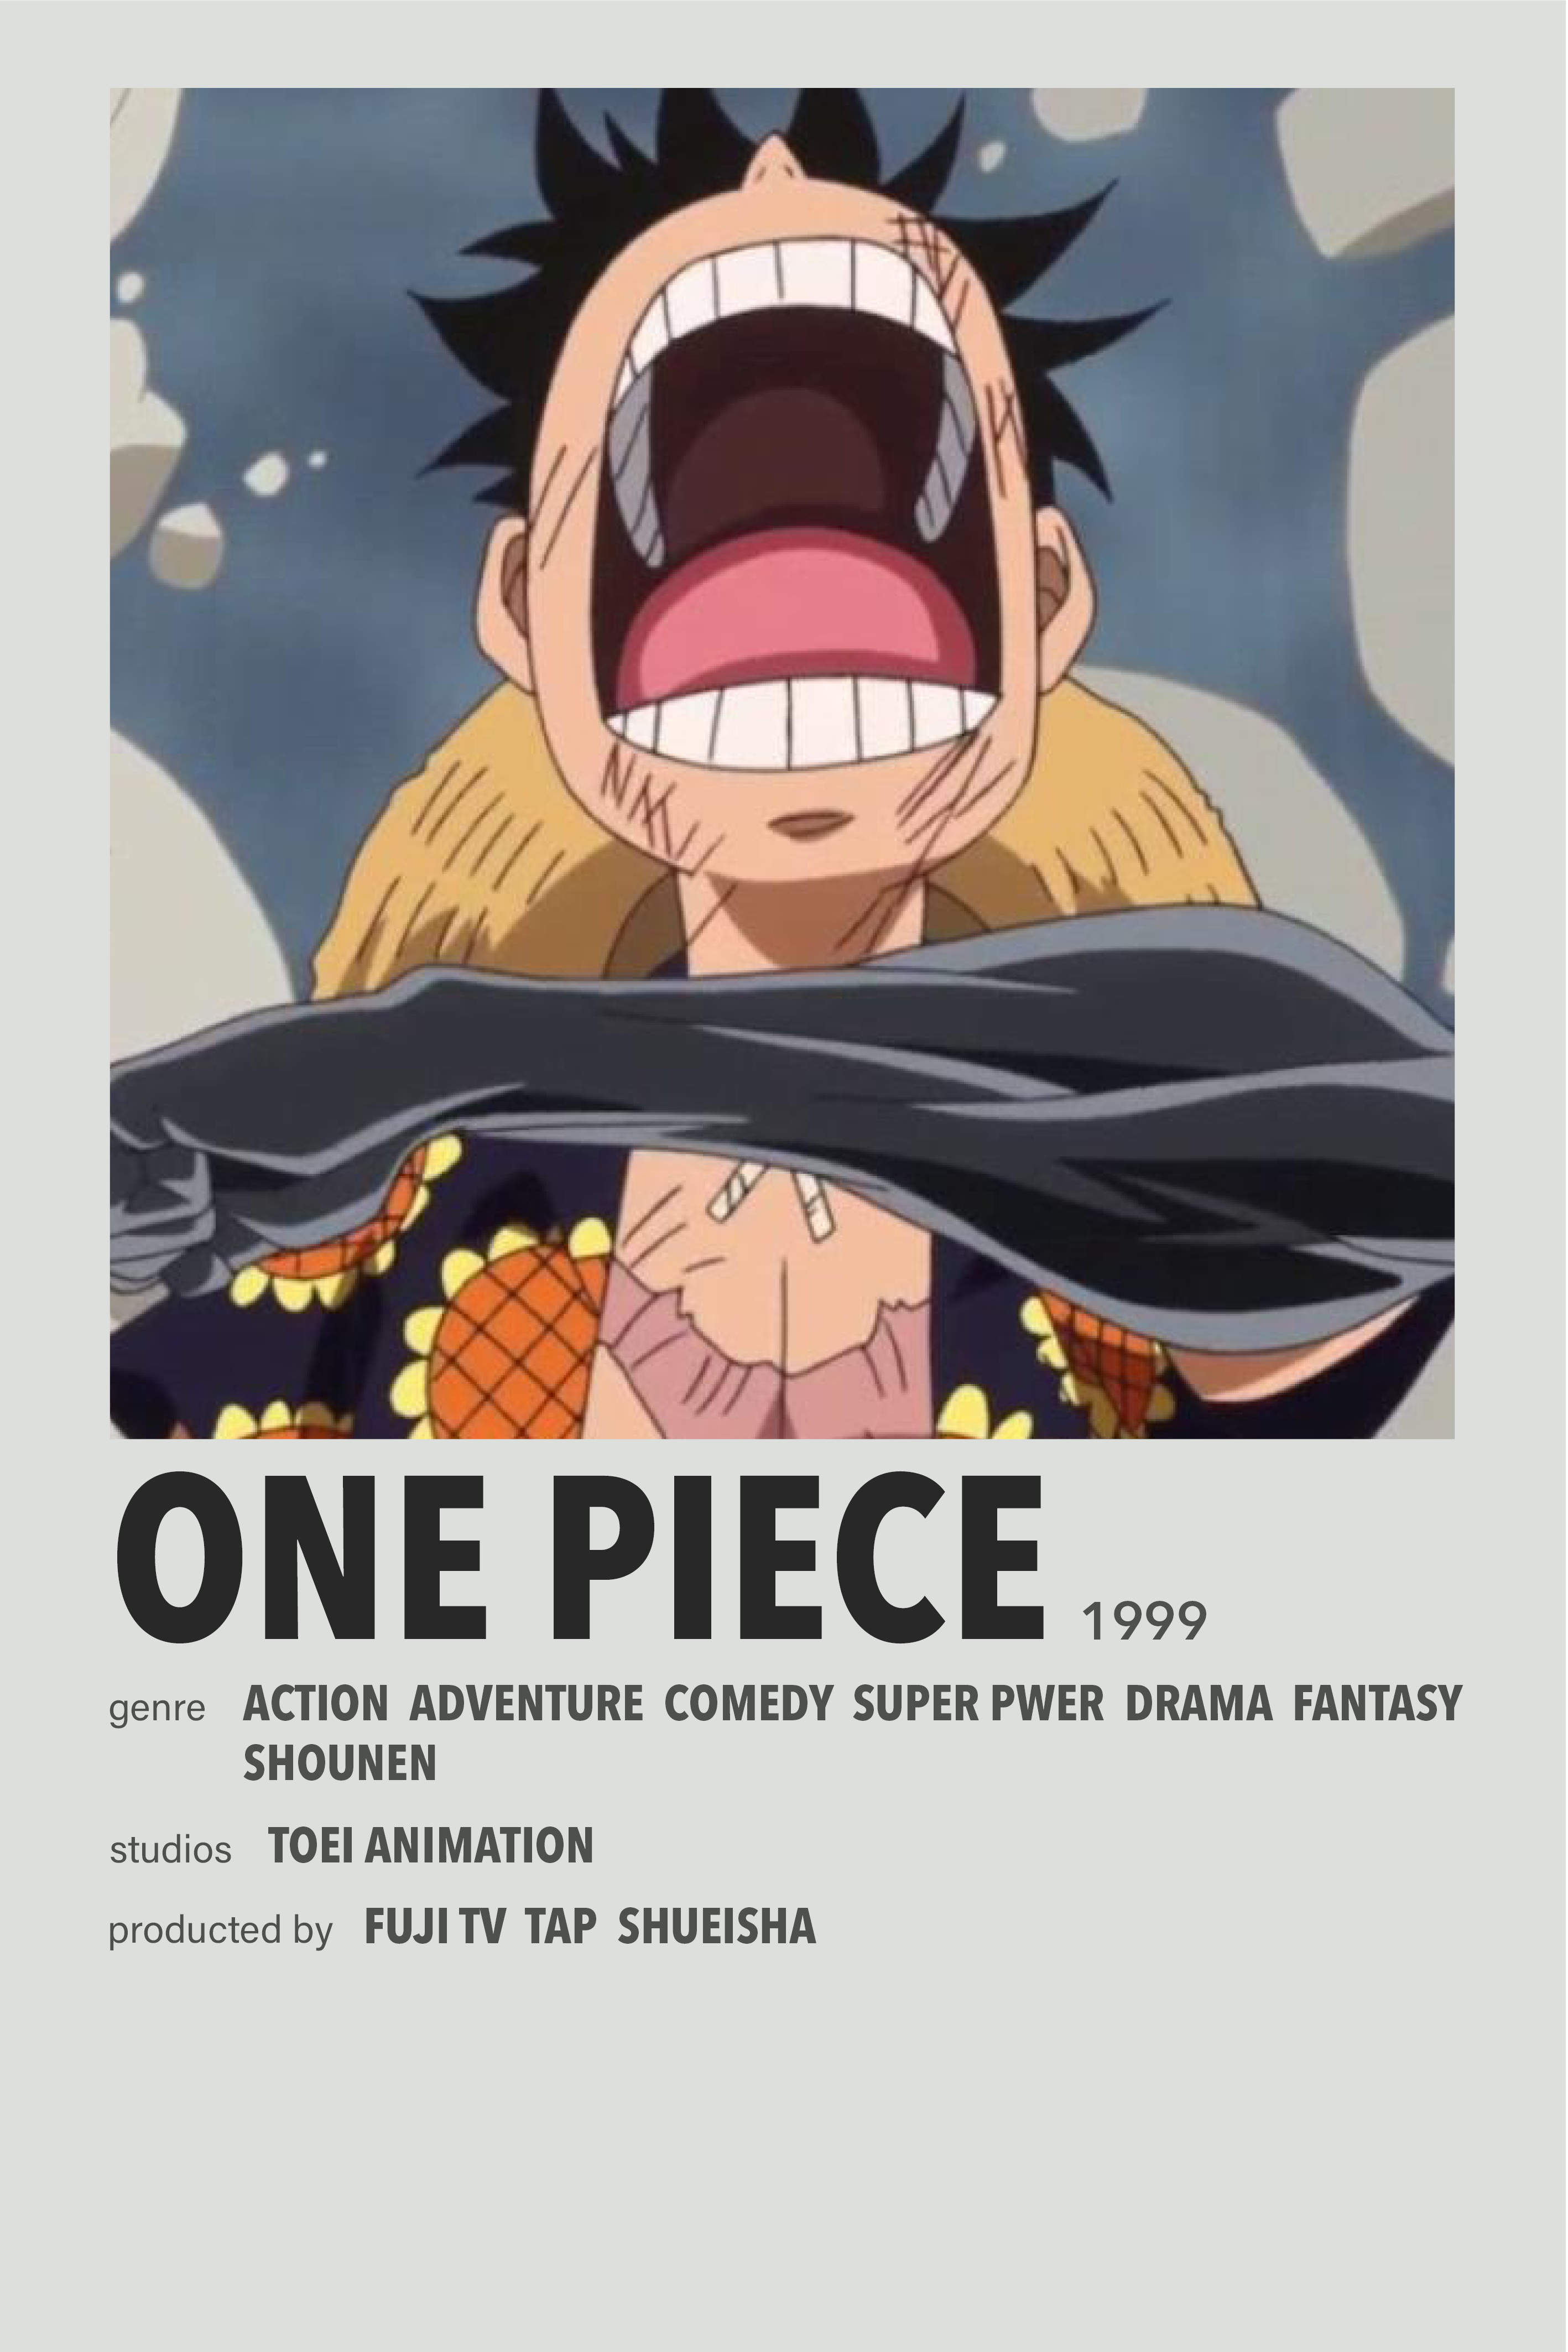 ONE PIECE 1999
genre ACTION ADVENTURE COMEDY SUPER PWER DRAMA FANTASY
SHOUNEN
studios TOEI ANIMATION
producted by FUJI TV TAP SHUEISHA